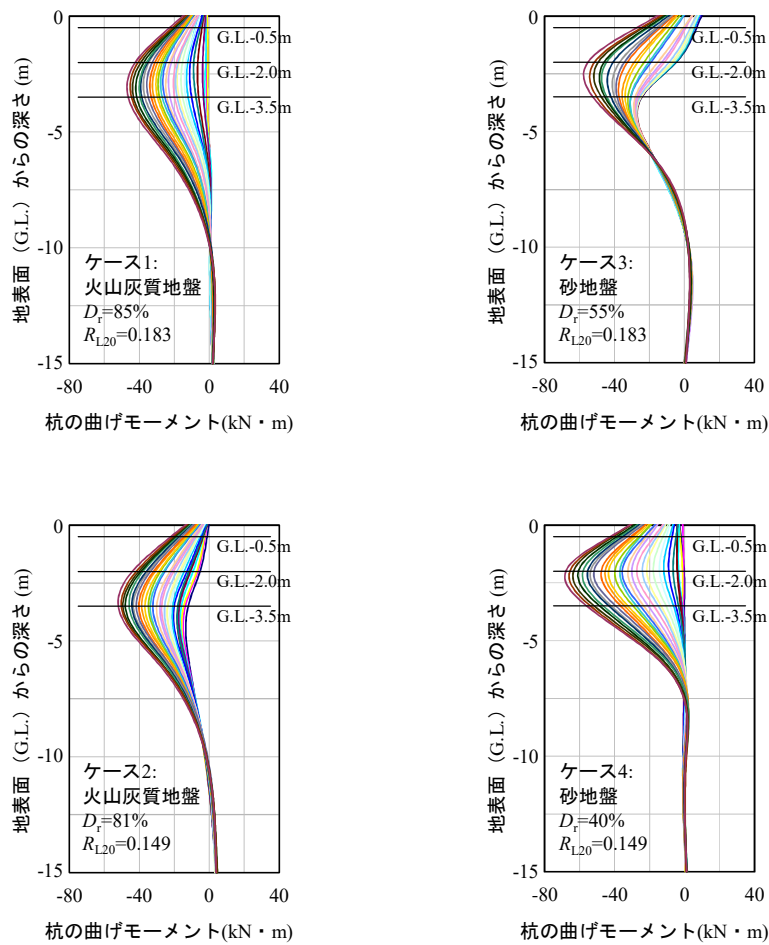 0
-5
-10
-15
地表面（G.L.）からの深さ (m)
G.L.-0.5m
G.L.-2.0m
G.L.-3.5m
ケース1:
火山灰質地盤
Dr=85%
RL20=0.183
-80 -40 0 40
杭の曲げモーメント(kN・m)
0
-5
-10
-15
地表面（G.L.）からの深さ (m)
G.L.-0.5m
G.L.-2.0m
G.L.-3.5m
ケース3:
砂地盤
Dr=55%
RL20=0.183
-80 -40 0 40
杭の曲げモーメント(kN・m)
0
-5
-10
-15
地表面（G.L.）からの深さ (m)
G.L.-0.5m
G.L.-2.0m
G.L.-3.5m
ケース2:
火山灰質地盤
Dr=81%
RL20=0.149
-80 -40 0 40
杭の曲げモーメント(kN・m)
0
-5
-10
-15
地表面（G.L.）からの深さ (m)
G.L.-0.5m
G.L.-2.0m
G.L.-3.5m
ケース4:
砂地盤
Dr=40%
RL20=0.149
-80 -40 0 40
杭の曲げモーメント(kN・m)